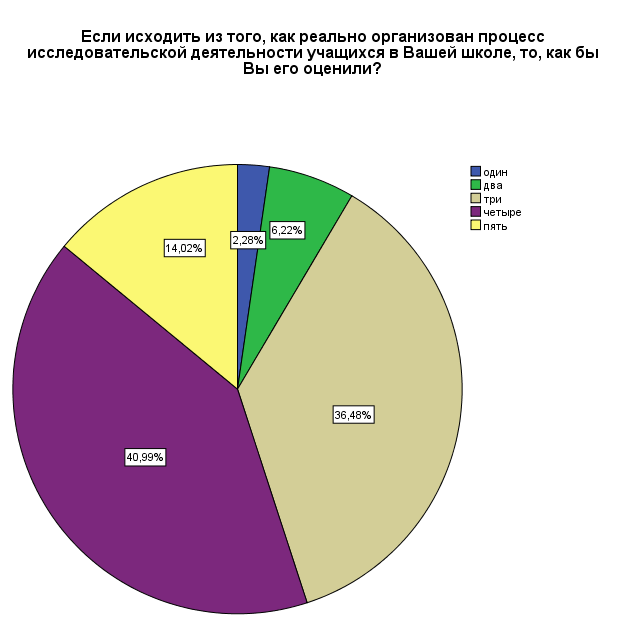 Если исходить из того, как реально организован процесс
исследовательской деятельности учащихся в Вашей школе, то, как бы
Вы его оценили?
один
два
три
четыре
пять
14,02%
2,28%
6,22%
36,48%
40,99%